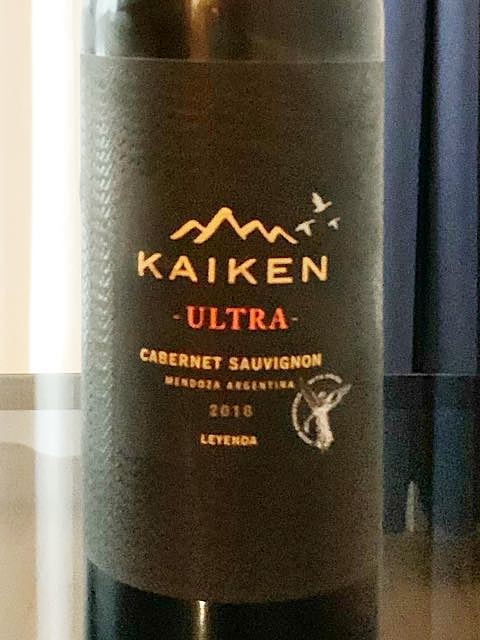 KAIKEN
-ULTRA-
CABERNET SAUVIGNON
MENDOZA ARGENTINA
2018
LEYENDA